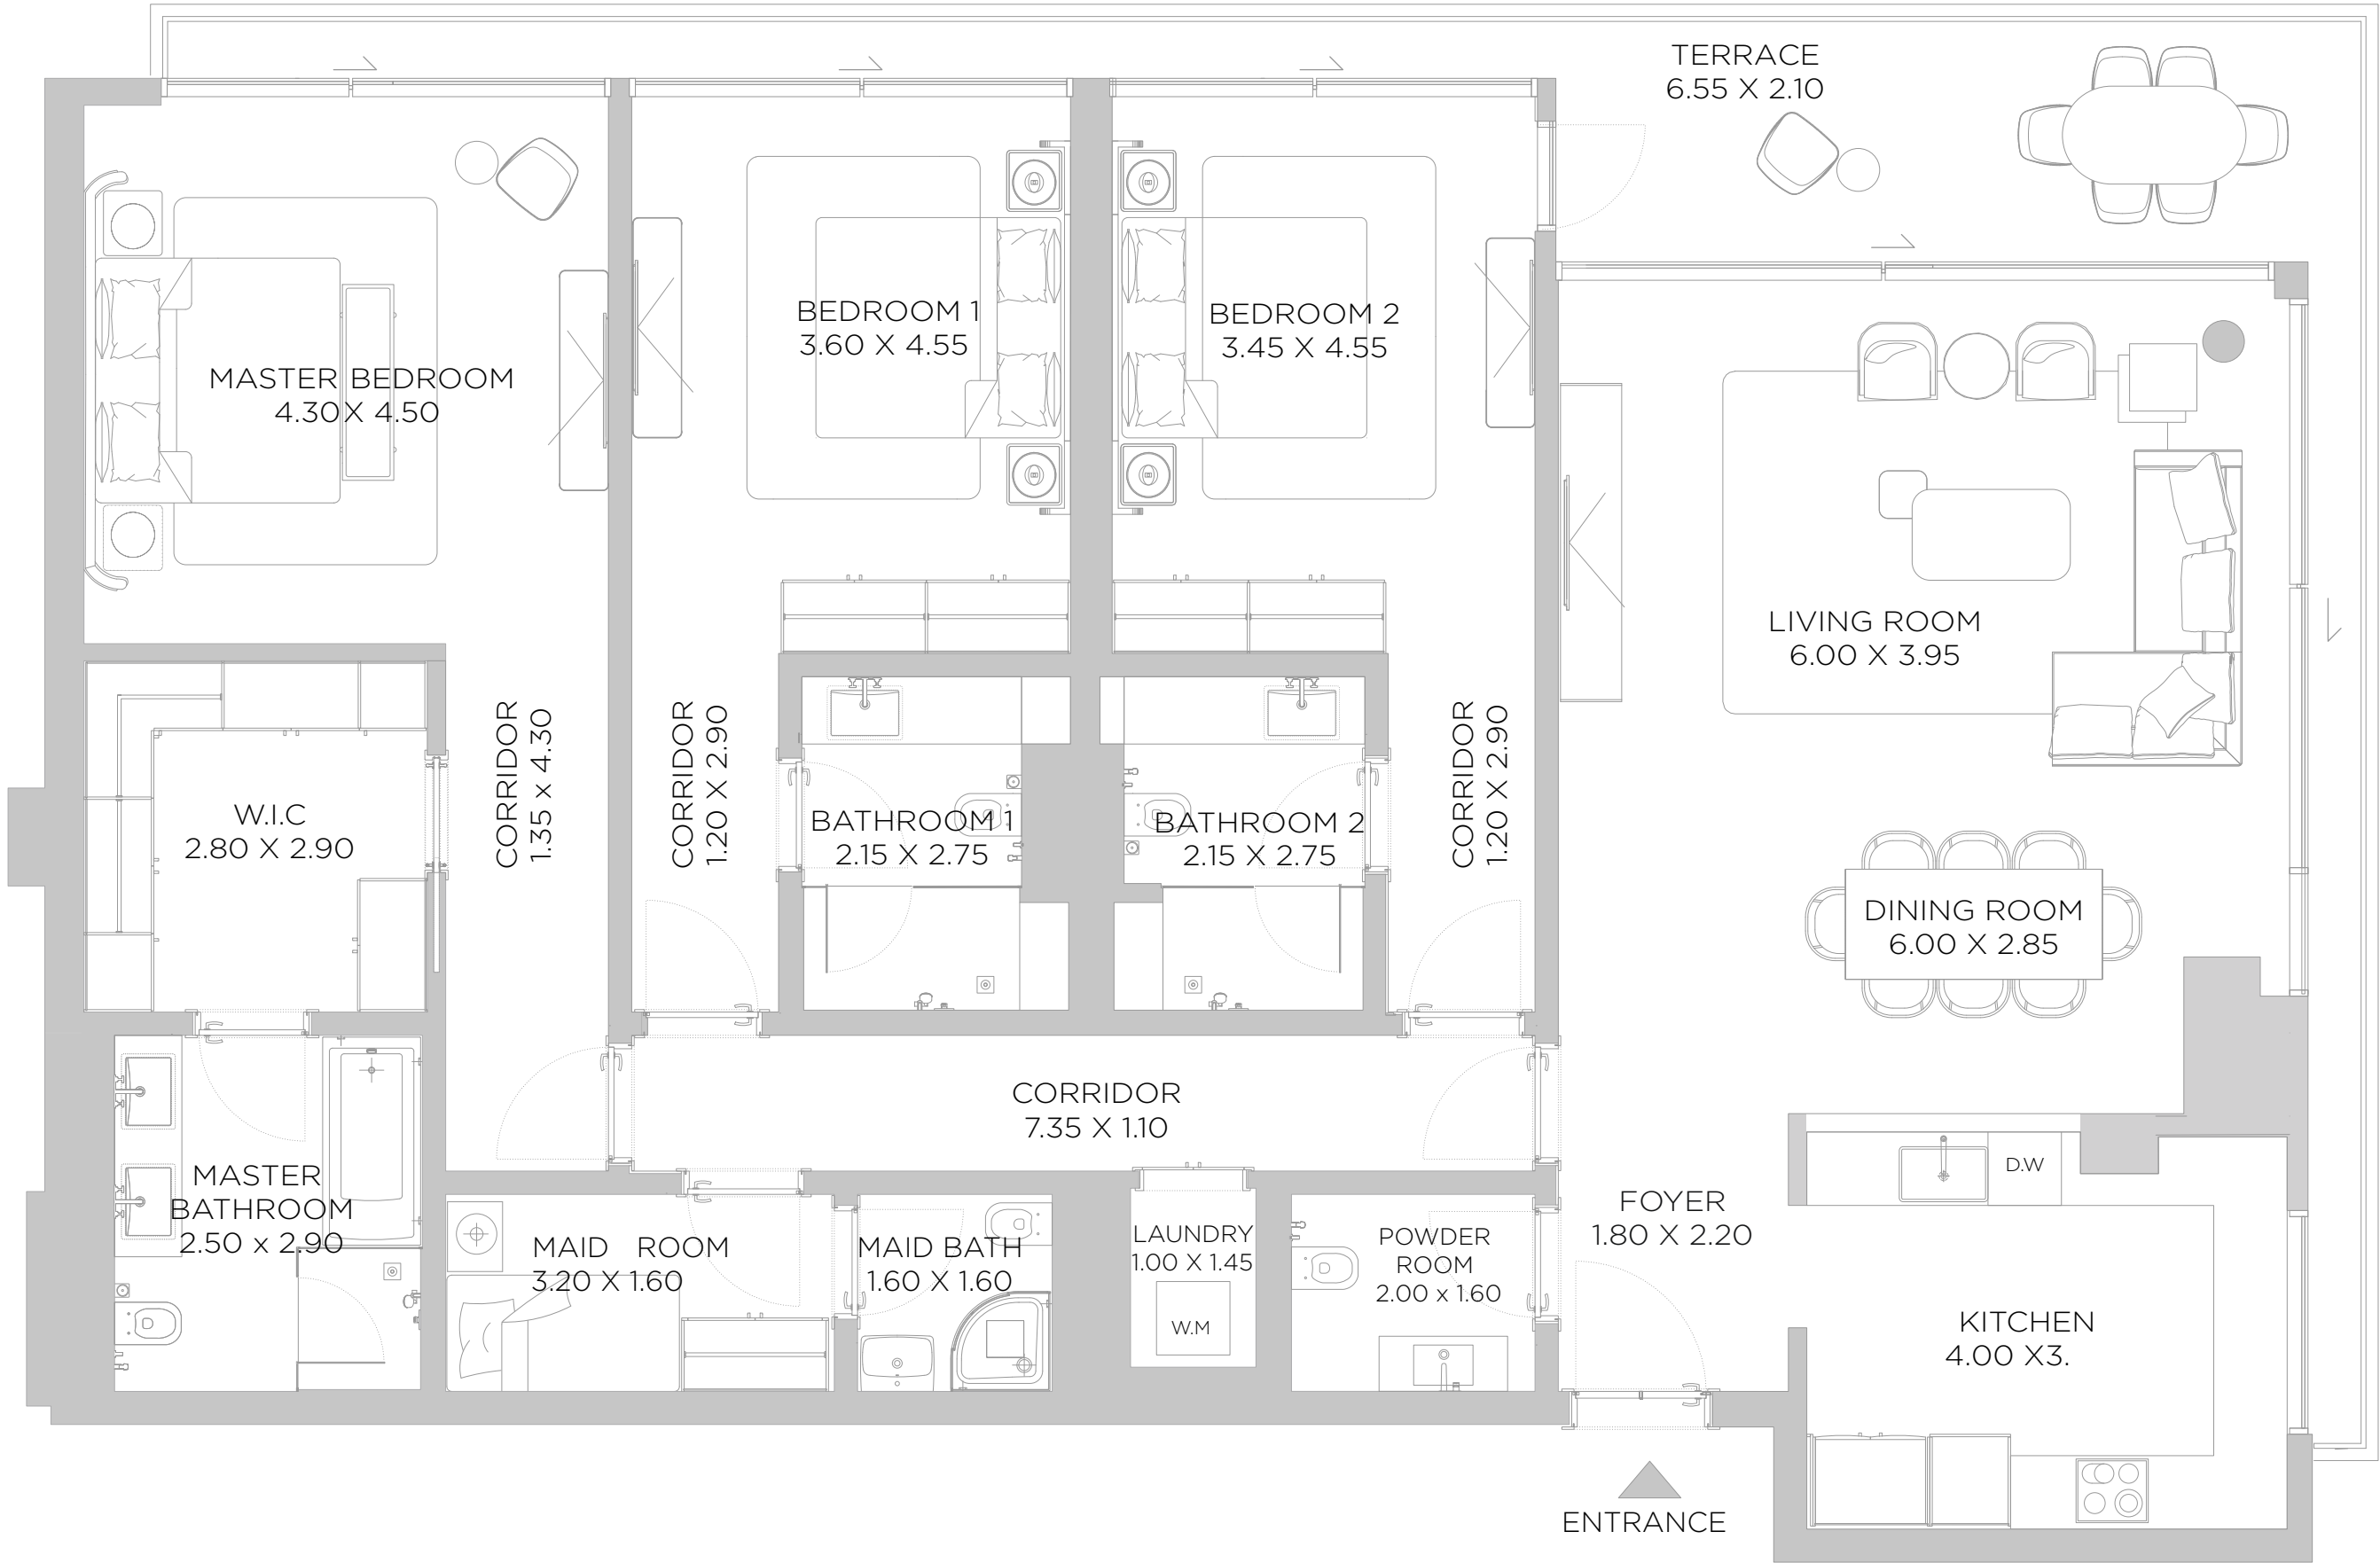 TERRACE
6.55 X 2.10
MASTER BEDROOM
4.30 X 4.50
BEDROOM 1
3.60 X 4.55
BEDROOM 2
3.45 X 4.55
LIVING ROOM
6.00 X 3.95
W.I.C
2.80 X 2.90
CORRIDOR
1.35 x 4.30
CORRIDOR
1.20 X 2.90
BATHROOM 1
2.15 X 2.75
BATHROOM 2
2.15 X 2.75
CORRIDOR
1.20 X 2.90
DINING ROOM
6.00 X 2.85
CORRIDOR
7.35 X 1.10
MASTER
BATHROOM
2.50 x 2.90
MAID ROOM
3.20 X 1.60
MAID BATH
1.60 X 1.60
LAUNDRY
1.00 X 1.45
W.M
POWDER
ROOM
2.00 x 1.60
FOYER
1.80 X 2.20
D.W
KITCHEN
4.00 X3.
ENTRANCE